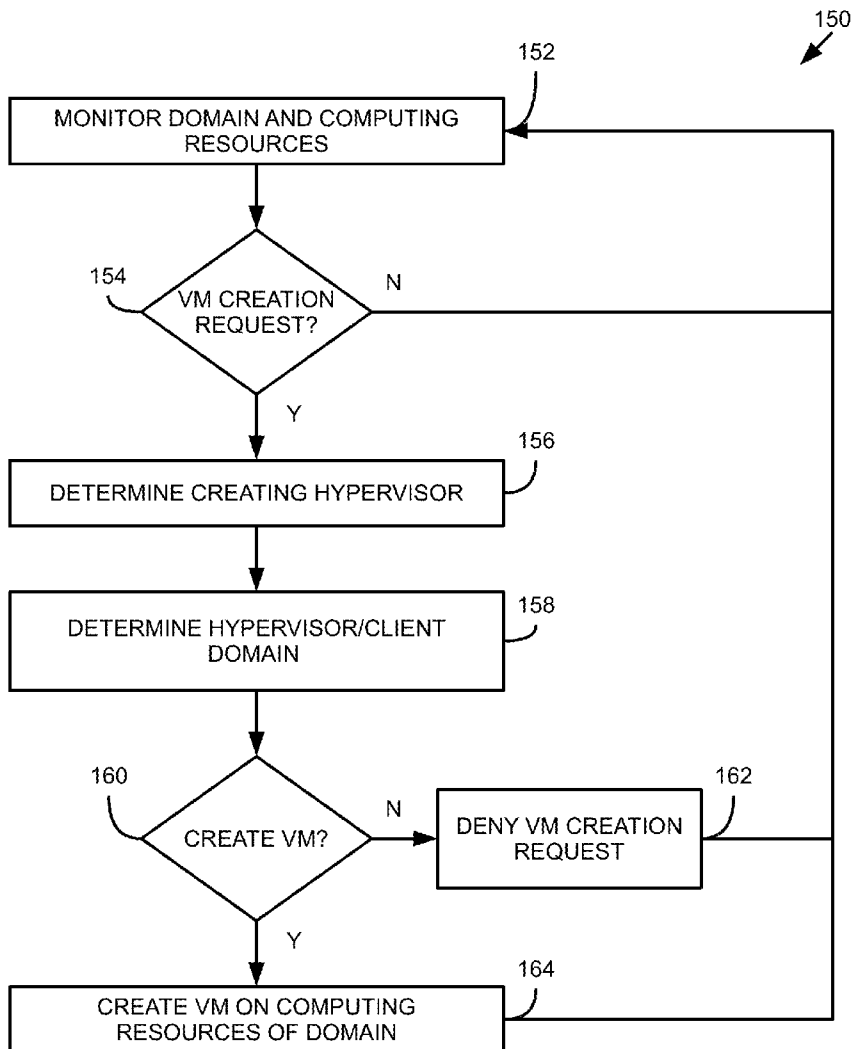 150
152
MONITOR DOMAIN AND COMPUTING
RESOURCES
154
VM CREATION
REQUEST?
N
Y
156
DETERMINE CREATING HYPERVISOR
158
DETERMINE HYPERVISOR/CLIENT
DOMAIN
160
CREATE VM?
N
162
DENY VM CREATION
REQUEST
Y
164
CREATE VM ON COMPUTING
RESOURCES OF DOMAIN